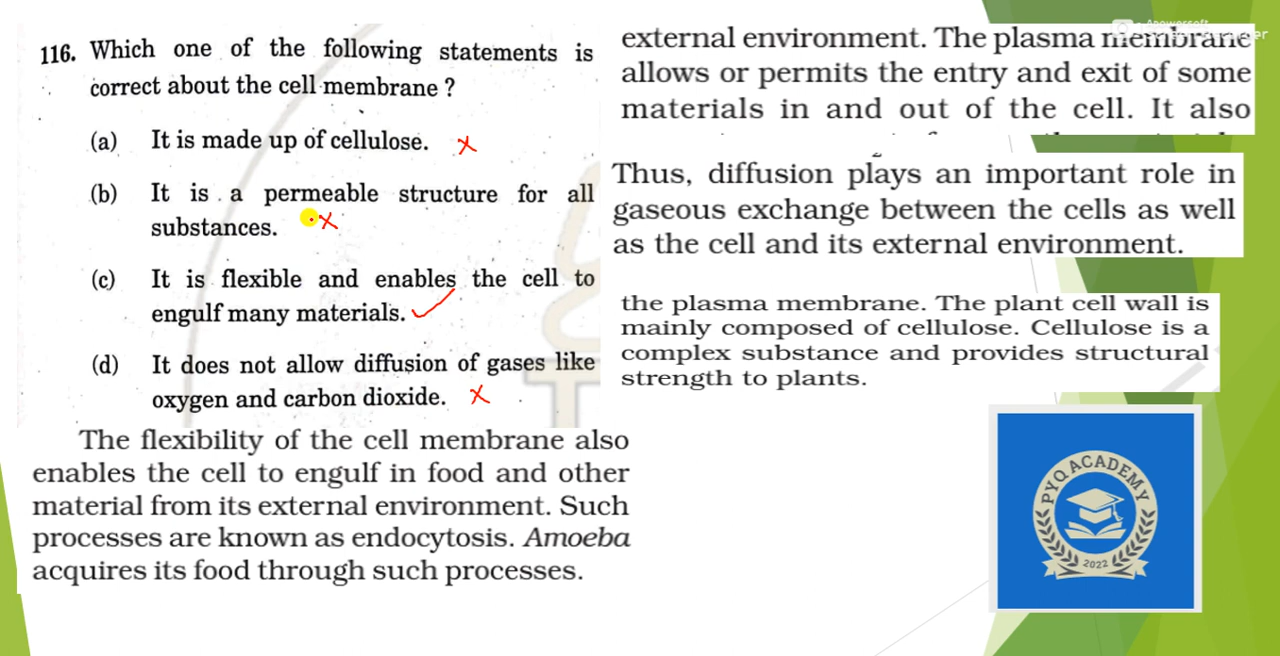 116. Which one of the following statements is
correct about the cell membrane ?
(a) It is made up of cellulose.
(b) It is a permeable structure for all
substances.
(c) It is flexible and enables the cell to
engulf many materials.
(d) It does not allow diffusion of gases like
oxygen and carbon dioxide.
The flexibility of the cell membrane also
enables the cell to engulf in food and other
material from its external environment. Such
processes are known as endocytosis. Amoeba
acquires its food through such processes.
external environment. The plasma membrane
allows or permits the entry and exit of some
materials in and out of the cell. It also
Thus, diffusion plays an important role in
gaseous exchange between the cells as well
as the cell and its external environment.
the plasma membrane. The plant cell wall is
mainly composed of cellulose. Cellulose is a
complex substance and provides structural
strength to plants.
PYQ ACADEMY
2022